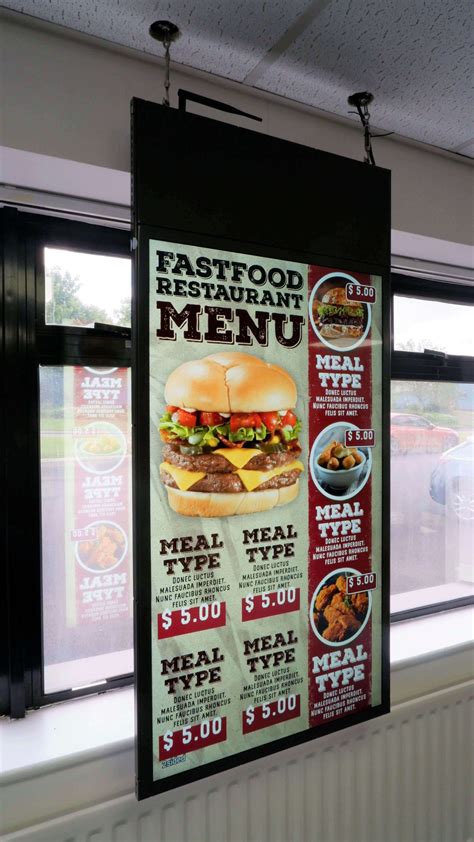 FASTFOOD
RESTAURANT
MENU
$ 5.00
MEAL
TYPE
DONEC LUCTUS
MALESUADA IMPERDIET.
NUNC FAUCIBUS RHONCUS
FELIS SIT AMET.
$ 5.00
MEAL
TYPE
DONEC LUCTUS
MALESUADA IMPERDIET.
NUNC FAUCIBUS RHONCUS
FELIS SIT AMET.
$ 5.00
MEAL
TYPE
DONEC LUCTUS
MALESUADA IMPERDIET.
NUNC FAUCIBUS RHONCUS
FELIS SIT AMET.
MEAL
TYPE
DONEC LUCTUS
MALESUADA IMPERDIET.
NUNC FAUCIBUS RHONCUS
FELIS SIT AMET.
$ 5.00
MEAL
TYPE
DONEC LUCTUS
MALESUADA IMPERDIET.
NUNC FAUCIBUS RHONCUS
FELIS SIT AMET.
$ 5.00
MEAL
TYPE
DONEC LUCTUS
MALESUADA IMPERDIET.
NUNC FAUCIBUS RHONCUS
FELIS SIT AMET.
$ 5.00
MEAL
TYPE
DONEC LUCTUS
MALESUADA IMPERDIET.
NUNC FAUCIBUS RHONCUS
FELIS SIT AMET.
$ 5.00
2sided